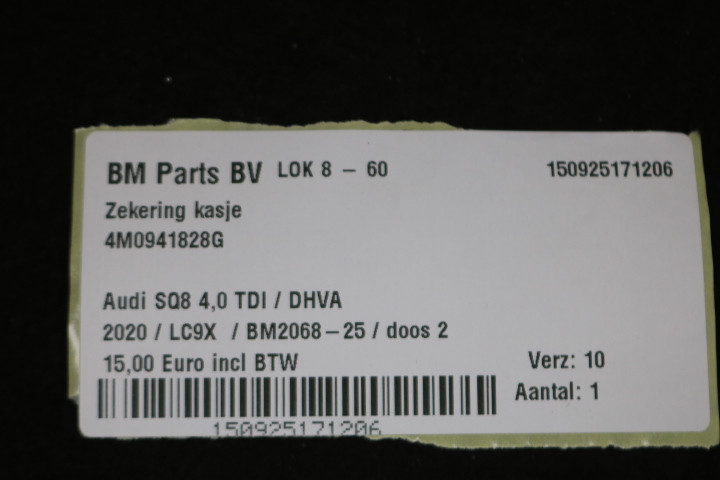 BM Parts BV LOK 8 - 60 150925171206
Zekering kasje
4M0941828G
Audi SQ8 4,0 TDI / DHVA
2020 / LC9X / BM2068-25 / doos 2
15,00 Euro incl BTW Verz: 10
Aantal: 1
150925171206